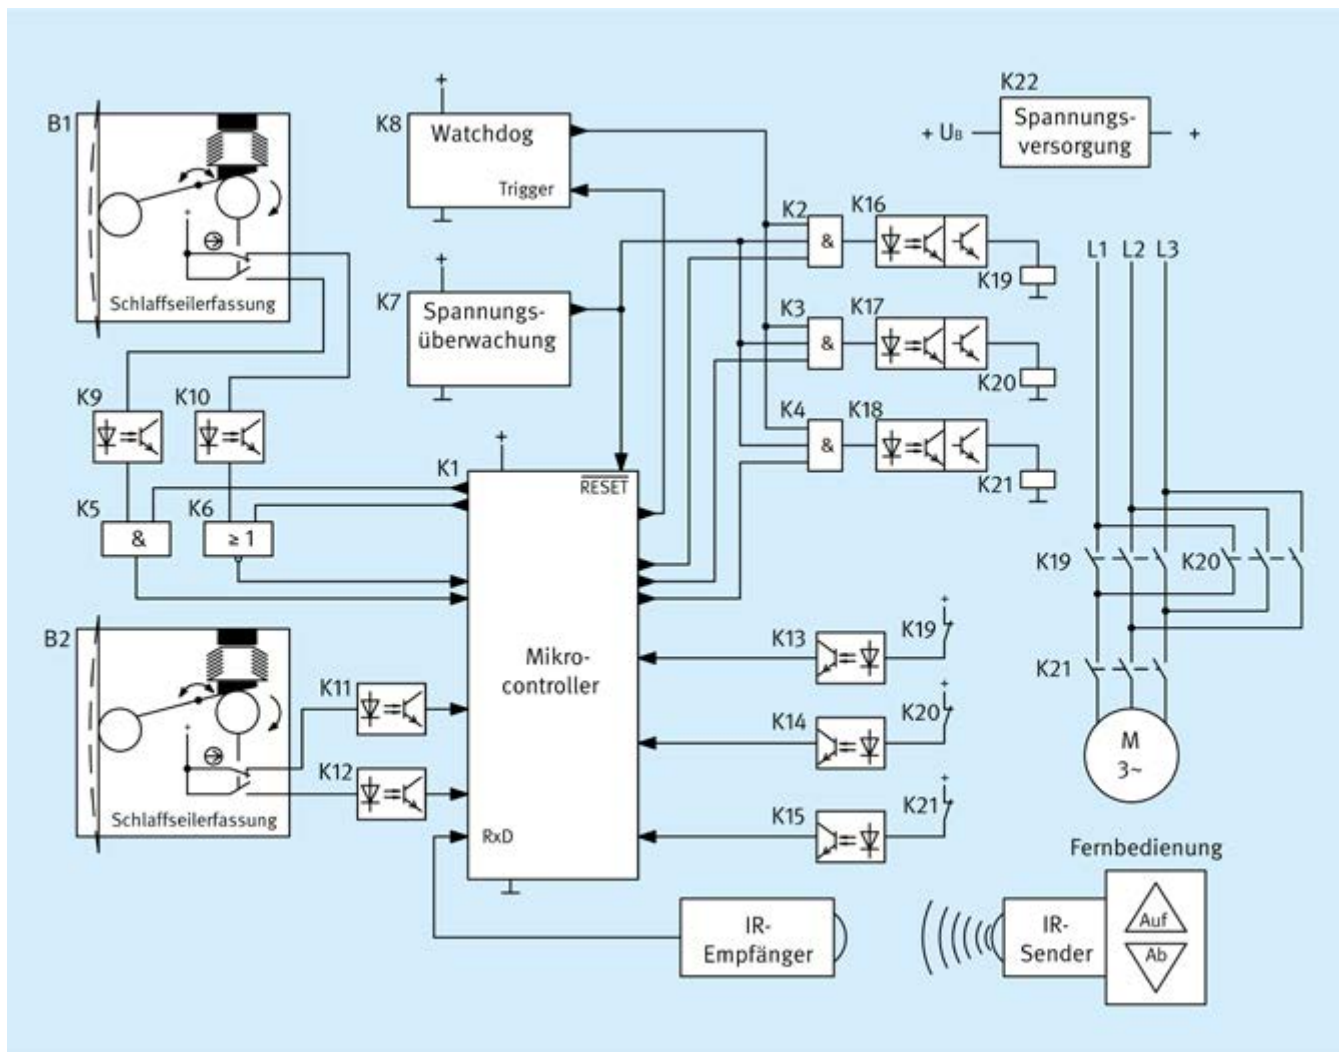 K22
B1
K8
Watchdog
Trigger
+ UB
Spannungs-
versorgung
+
+
K2
K16
&
K19
L1
L2
L3
+
+
K7
Spannungs-
überwachung
K3
K17
&
K20
Schlaffseilerfassung
K9
K10
K4
K18
&
K21
+
K1
RESET
K5
&
K6
≥ 1
K19
K20
B2
+
Mikro-
controller
K13
K19
+
K21
K11
K14
K20
+
M
3~
K12
Schlaffseilerfassung
K15
K21
+
RxD
Fernbedienung
IR-
Empfänger
IR-
Sender
Auf
Ab